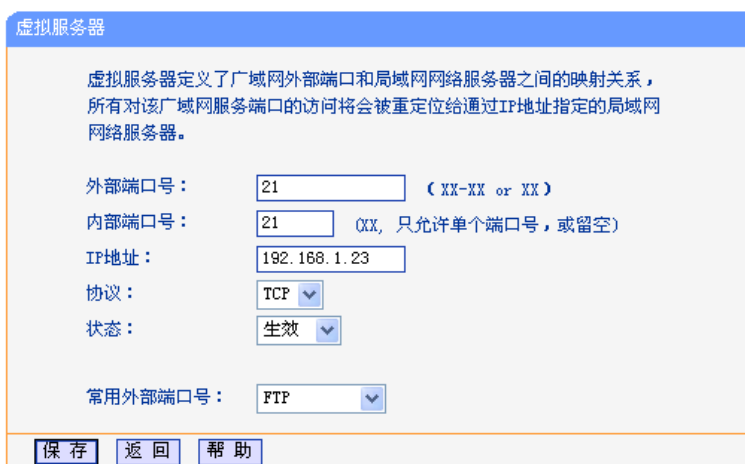 虚拟服务器
虚拟服务器定义了广域网外部端口和局域网网络服务器之间的映射关系，
所有对该广域网服务端口的访问将会被重定位给通过IP地址指定的局域网
网络服务器。
外部端口号： 21 (XX-XX or XX)
内部端口号： 21 (XX, 只允许单个端口号，或留空)
IP地址： 192.168.1.23
协议： TCP
状态： 生效
常用外部端口号： FTP
保 存 返 回 帮 助